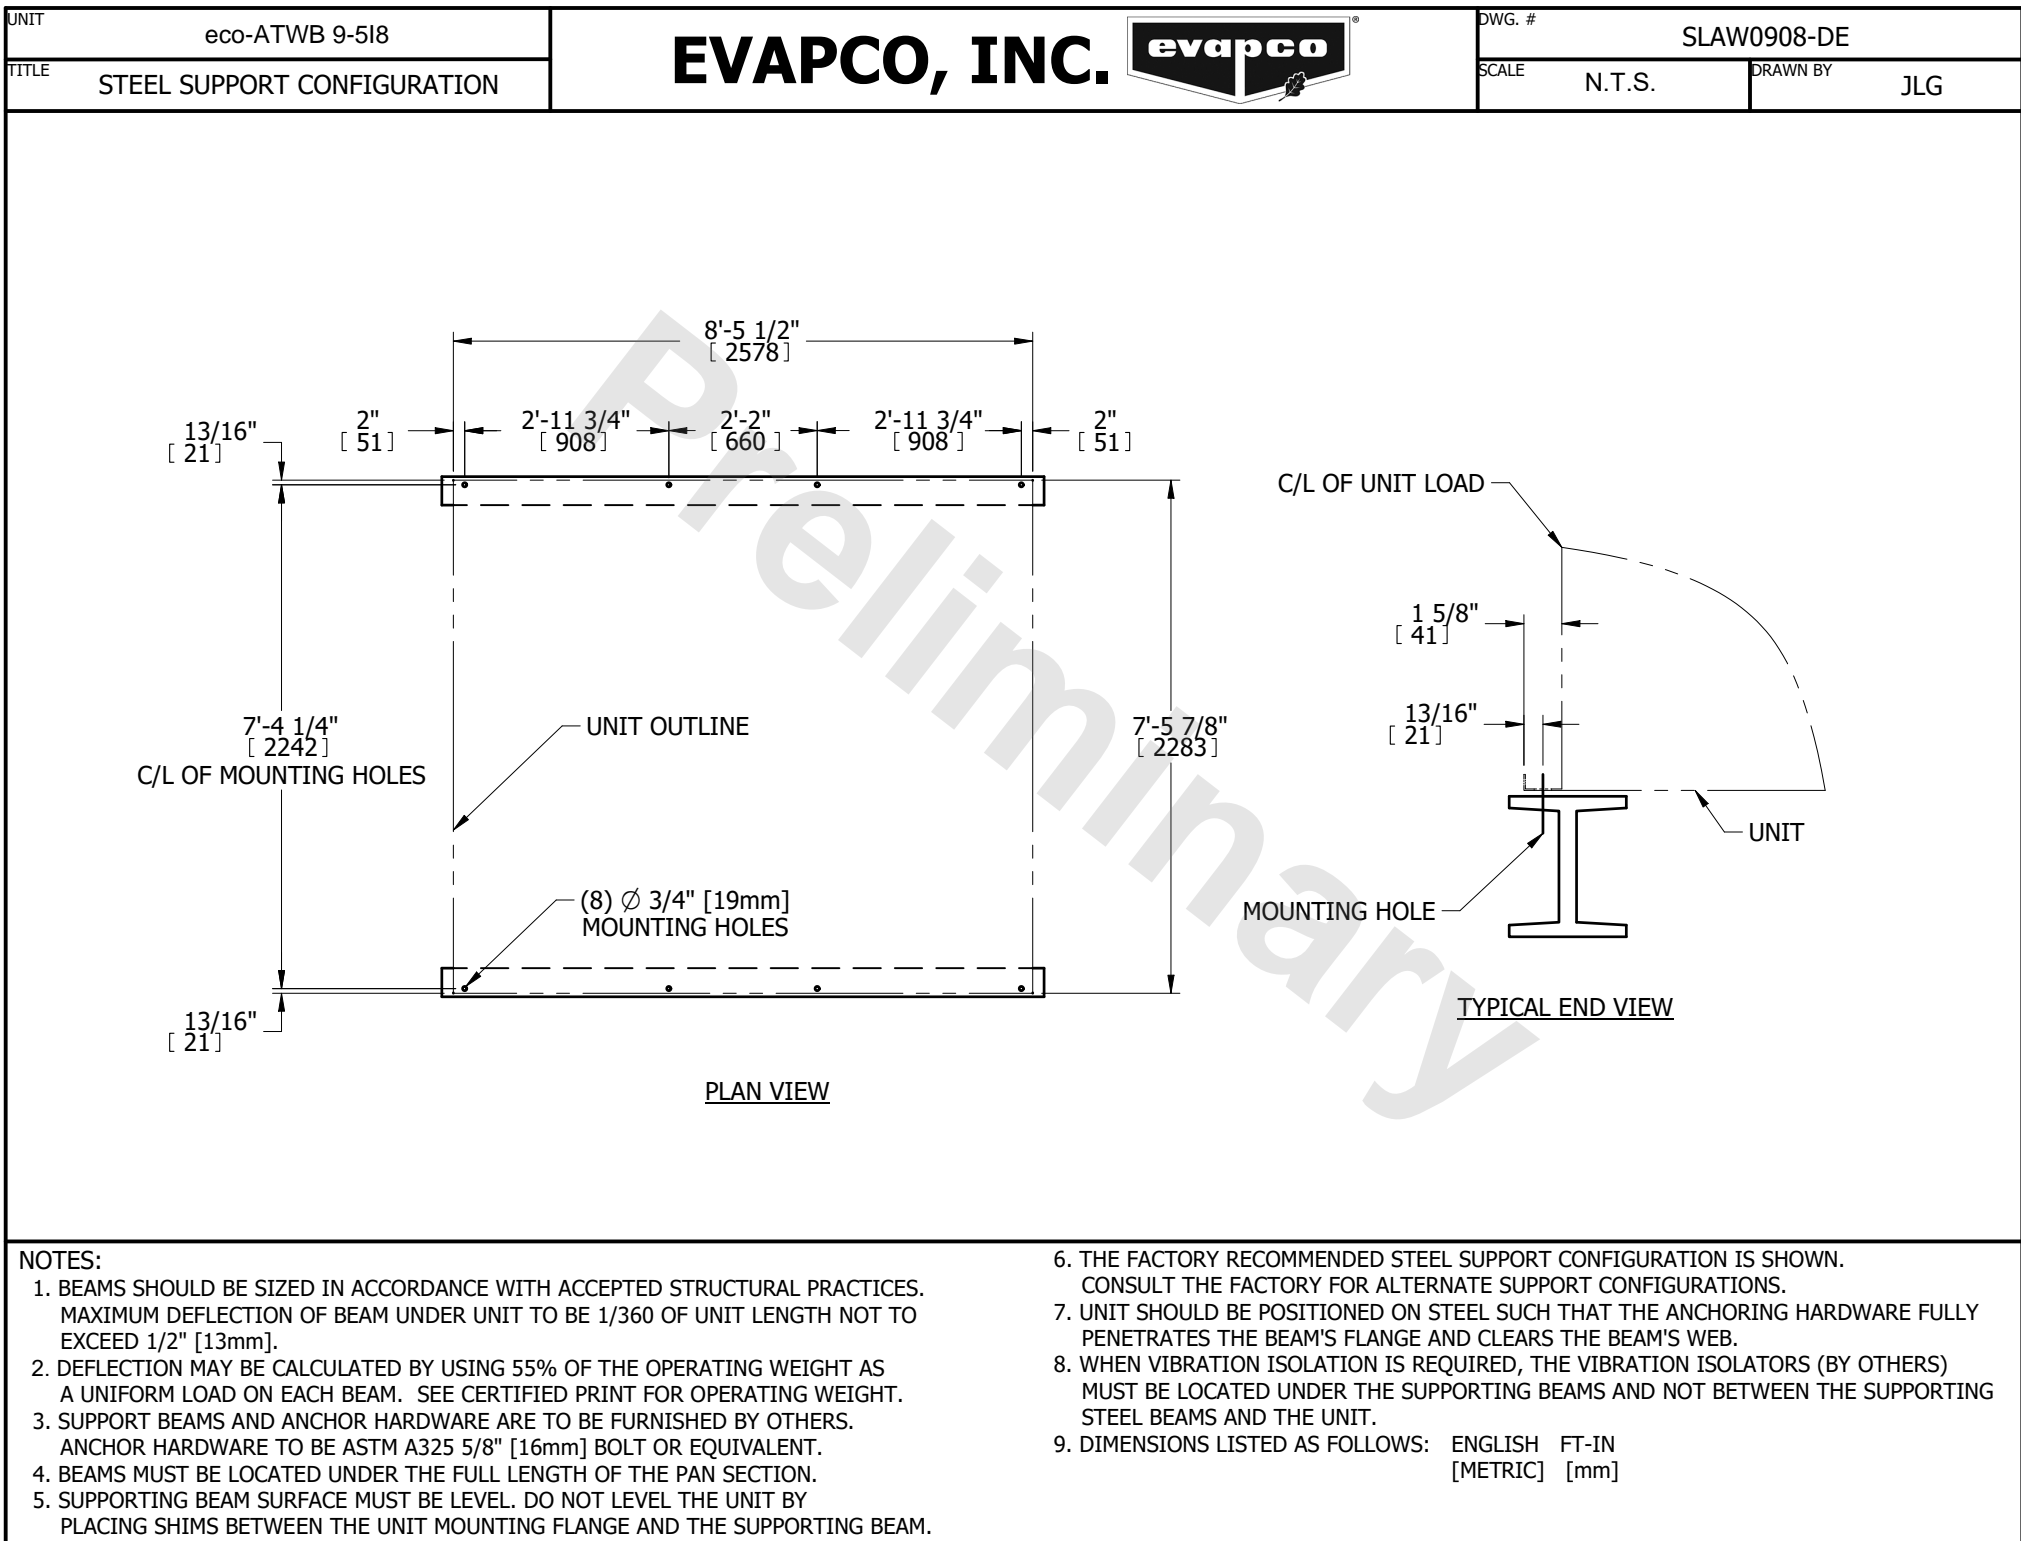 UNIT
eco-ATWB 9-5I8
TITLE
STEEL SUPPORT CONFIGURATION
EVAPCO, INC.
evapco
®
DWG. #
SLAW0908-DE
SCALE
N.T.S.
DRAWN BY
JLG
8'-5 1/2"
[ 2578 ]
13/16"
[ 21 ]
2"
[ 51 ]
2'-11 3/4"
[ 908 ]
2'-2"
[ 660 ]
2'-11 3/4"
[ 908 ]
2"
[ 51 ]
7'-4 1/4"
[ 2242 ]
C/L OF MOUNTING HOLES
UNIT OUTLINE
7'-5 7/8"
[ 2283 ]
(8) ∅ 3/4" [19mm]
MOUNTING HOLES
13/16"
[ 21 ]
PLAN VIEW
C/L OF UNIT LOAD
1 5/8"
[ 41 ]
13/16"
[ 21 ]
UNIT
MOUNTING HOLE
TYPICAL END VIEW
Preliminary
NOTES:
1. BEAMS SHOULD BE SIZED IN ACCORDANCE WITH ACCEPTED STRUCTURAL PRACTICES.
MAXIMUM DEFLECTION OF BEAM UNDER UNIT TO BE 1/360 OF UNIT LENGTH NOT TO
EXCEED 1/2" [13mm].
2. DEFLECTION MAY BE CALCULATED BY USING 55% OF THE OPERATING WEIGHT AS
A UNIFORM LOAD ON EACH BEAM. SEE CERTIFIED PRINT FOR OPERATING WEIGHT.
3. SUPPORT BEAMS AND ANCHOR HARDWARE ARE TO BE FURNISHED BY OTHERS.
ANCHOR HARDWARE TO BE ASTM A325 5/8" [16mm] BOLT OR EQUIVALENT.
4. BEAMS MUST BE LOCATED UNDER THE FULL LENGTH OF THE PAN SECTION.
5. SUPPORTING BEAM SURFACE MUST BE LEVEL. DO NOT LEVEL THE UNIT BY
PLACING SHIMS BETWEEN THE UNIT MOUNTING FLANGE AND THE SUPPORTING BEAM.
6. THE FACTORY RECOMMENDED STEEL SUPPORT CONFIGURATION IS SHOWN.
CONSULT THE FACTORY FOR ALTERNATE SUPPORT CONFIGURATIONS.
7. UNIT SHOULD BE POSITIONED ON STEEL SUCH THAT THE ANCHORING HARDWARE FULLY
PENETRATES THE BEAM'S FLANGE AND CLEARS THE BEAM'S WEB.
8. WHEN VIBRATION ISOLATION IS REQUIRED, THE VIBRATION ISOLATORS (BY OTHERS)
MUST BE LOCATED UNDER THE SUPPORTING BEAMS AND NOT BETWEEN THE SUPPORTING
STEEL BEAMS AND THE UNIT.
9. DIMENSIONS LISTED AS FOLLOWS: ENGLISH FT-IN
[METRIC] [mm]